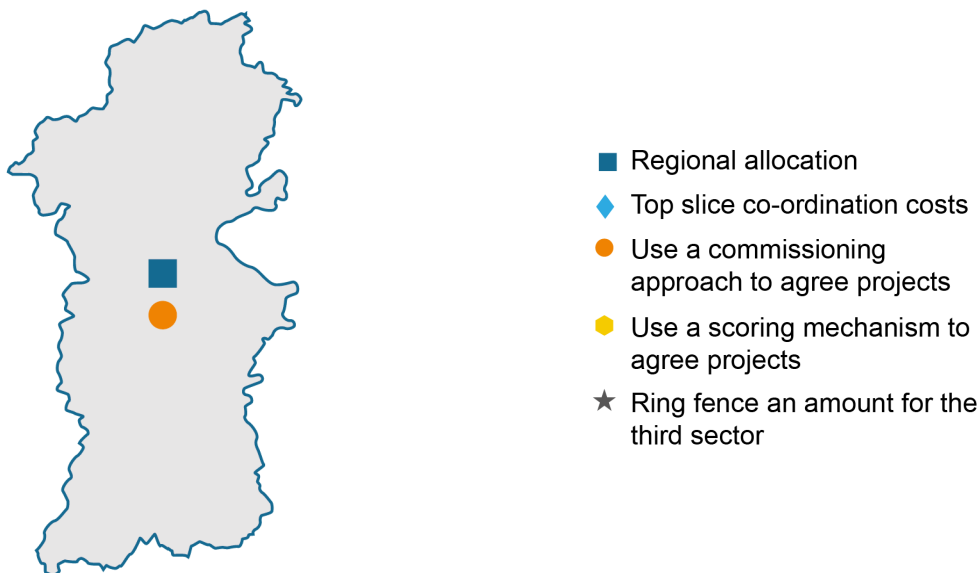 Regional allocation
Top slice co-ordination costs
Use a commissioning
approach to agree projects
Use a scoring mechanism to
agree projects
Ring fence an amount for the
third sector